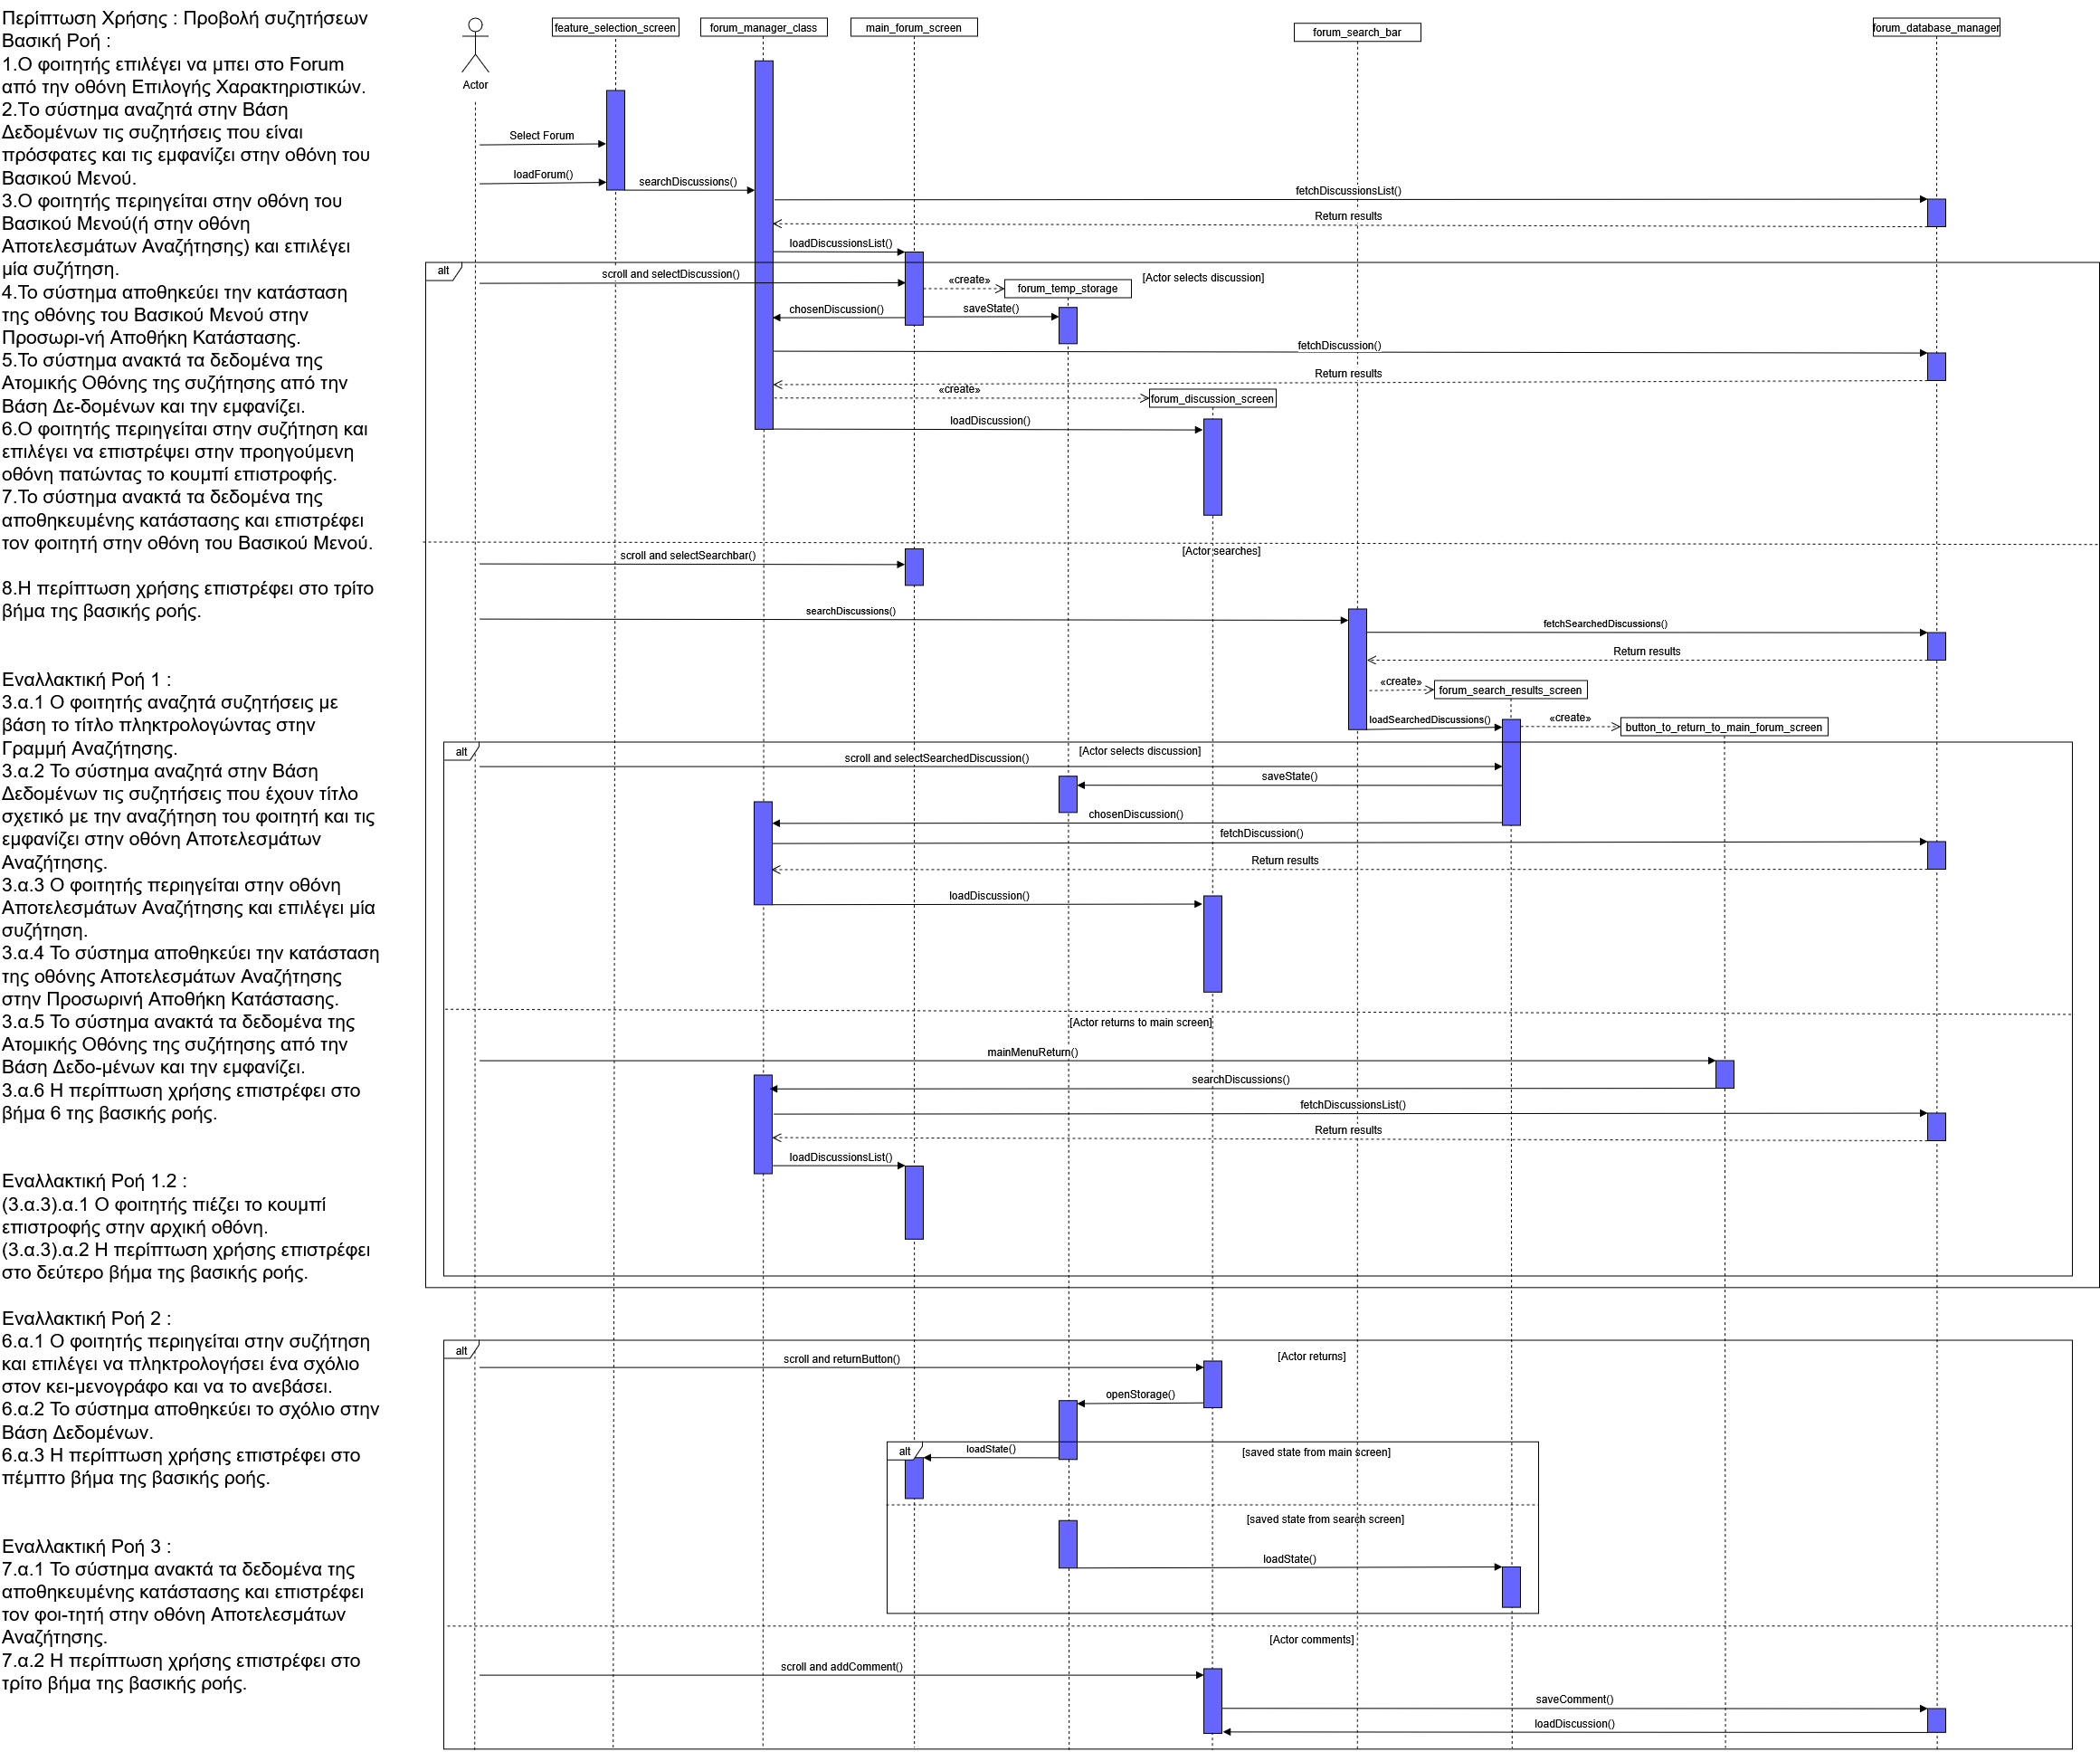 Περίπτωση Χρήσης : Προβολή συζητήσεων
Βασική Ροή :
1.Ο φοιτητής επιλέγει να μπει στο Forum
από την οθόνη Επιλογής Χαρακτηριστικών.
2.Το σύστημα αναζητά στην Βάση
Δεδομένων τις συζητήσεις που είναι
πρόσφατες και τις εμφανίζει στην οθόνη του
Βασικού Μενού.
3.Ο φοιτητής περιηγείται στην οθόνη του
Βασικού Μενού(ή στην οθόνη
Αποτελεσμάτων Αναζήτησης) και επιλέγει
μία συζήτηση.
4.Το σύστημα αποθηκεύει την κατάσταση
της οθόνης του Βασικού Μενού στην
Προσωρι-νή Αποθήκη Κατάστασης.
5.Το σύστημα ανακτά τα δεδομένα της
Ατομικής Οθόνης της συζήτησης από την
Βάση Δε-δομένων και την εμφανίζει.
6.Ο φοιτητής περιηγείται στην συζήτηση και
επιλέγει να επιστρέψει στην προηγούμενη
οθόνη πατώντας το κουμπί επιστροφής.
7.Το σύστημα ανακτά τα δεδομένα της
αποθηκευμένης κατάστασης και επιστρέφει
τον φοιτητή στην οθόνη του Βασικού Μενού.
8.Η περίπτωση χρήσης επιστρέφει στο τρίτο
βήμα της βασικής ροής.
Εναλλακτική Ροή 1 :
3.α.1 Ο φοιτητής αναζητά συζητήσεις με
βάση το τίτλο πληκτρολογώντας στην
Γραμμή Αναζήτησης.
3.α.2 Το σύστημα αναζητά στην Βάση
Δεδομένων τις συζητήσεις που έχουν τίτλο
σχετικό με την αναζήτηση του φοιτητή και τις
εμφανίζει στην οθόνη Αποτελεσμάτων
Αναζήτησης.
3.α.3 Ο φοιτητής περιηγείται στην οθόνη
Αποτελεσμάτων Αναζήτησης και επιλέγει μία
συζήτηση.
3.α.4 Το σύστημα αποθηκεύει την κατάσταση
της οθόνης Αποτελεσμάτων Αναζήτησης
στην Προσωρινή Αποθήκη Κατάστασης.
3.α.5 Το σύστημα ανακτά τα δεδομένα της
Ατομικής Οθόνης της συζήτησης από την
Βάση Δεδο-μένων και την εμφανίζει.
3.α.6 Η περίπτωση χρήσης επιστρέφει στο
βήμα 6 της βασικής ροής.
Εναλλακτική Ροή 1.2 :
(3.α.3).α.1 Ο φοιτητής πιέζει το κουμπί
επιστροφής στην αρχική οθόνη.
(3.α.3).α.2 Η περίπτωση χρήσης επιστρέφει
στο δεύτερο βήμα της βασικής ροής.
Εναλλακτική Ροή 2 :
6.α.1 Ο φοιτητής περιηγείται στην συζήτηση
και επιλέγει να πληκτρολογήσει ένα σχόλιο
στον κει-μενογράφο και να το ανεβάσει.
6.α.2 Το σύστημα αποθηκεύει το σχόλιο στην
Βάση Δεδομένων.
6.α.3 Η περίπτωση χρήσης επιστρέφει στο
πέμπτο βήμα της βασικής ροής.
Εναλλακτική Ροή 3 :
7.α.1 Το σύστημα ανακτά τα δεδομένα της
αποθηκευμένης κατάστασης και επιστρέφει
τον φοι-τητή στην οθόνη Αποτελεσμάτων
Αναζήτησης.
7.α.2 Η περίπτωση χρήσης επιστρέφει στο
τρίτο βήμα της βασικής ροής.
Actor
feature_selection_screen
forum_manager_class
main_forum_screen
forum_search_bar
forum_database_manager
Select Forum
loadForum()
searchDiscussions()
fetchDiscussionsList()
Return results
loadDiscussionsList()
alt
scroll and selectDiscussion()
«create»
forum_temp_storage
[Actor selects discussion]
chosenDiscussion()
saveState()
fetchDiscussion()
Return results
«create»
forum_discussion_screen
loadDiscussion()
[Actor searches]
scroll and selectSearchbar()
searchDiscussions()
fetchSearchedDiscussions()
Return results
«create»
forum_search_results_screen
loadSearchedDiscussions()
«create»
button_to_return_to_main_forum_screen
alt
[Actor selects discussion]
scroll and selectSearchedDiscussion()
saveState()
chosenDiscussion()
fetchDiscussion()
Return results
loadDiscussion()
[Actor returns to main screen]
mainMenuReturn()
searchDiscussions()
fetchDiscussionsList()
Return results
loadDiscussionsList()
alt
scroll and returnButton()
[Actor returns]
openStorage()
alt
loadState()
[saved state from main screen]
[saved state from search screen]
loadState()
[Actor comments]
scroll and addComment()
saveComment()
loadDiscussion()